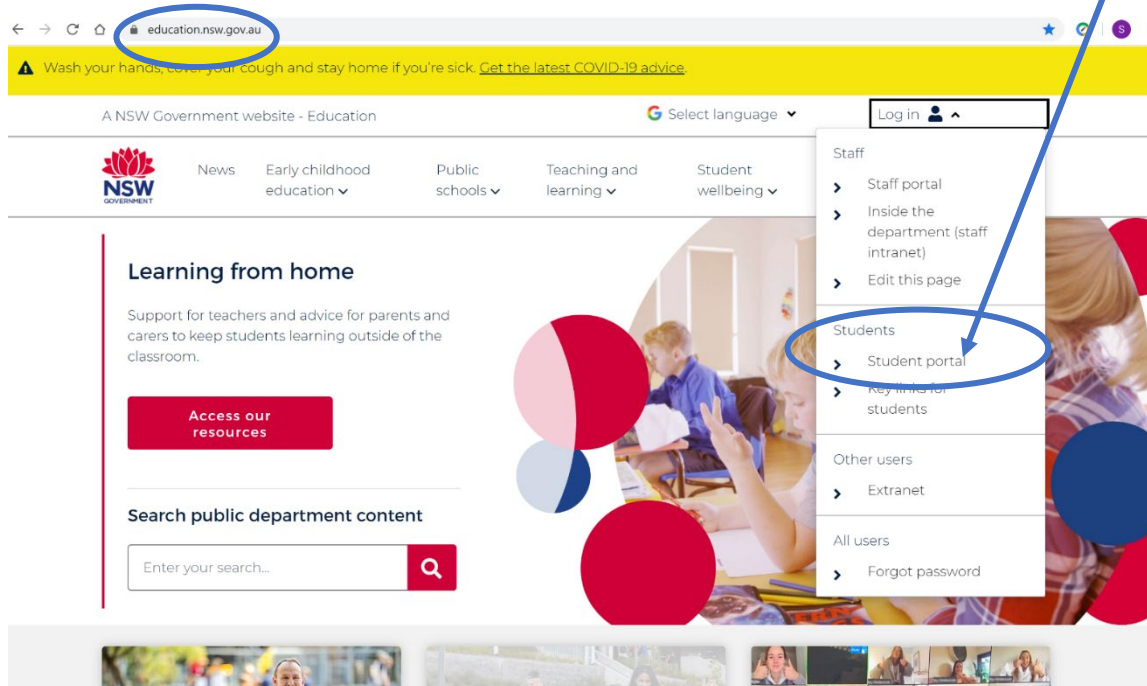 education.nsw.gov.au
S
Wash your hands, cover your cough and stay home if you're sick. Get the latest COVID-19 advice.
A NSW Government website - Education
Select language
Log in
NSW
GOVERNMENT
News
Early childhood
education
Public
schools
Teaching and
learning
Student
wellbeing
Staff
Staff portal
Inside the
department (staff
intranet)
Edit this page
Students
Student portal
Key links for
students
Other users
Extranet
All users
Forgot password
Learning from home
Support for teachers and advice for parents and
carers to keep students learning outside of the
classroom.
Access our
resources
Search public department content
Enter your search...